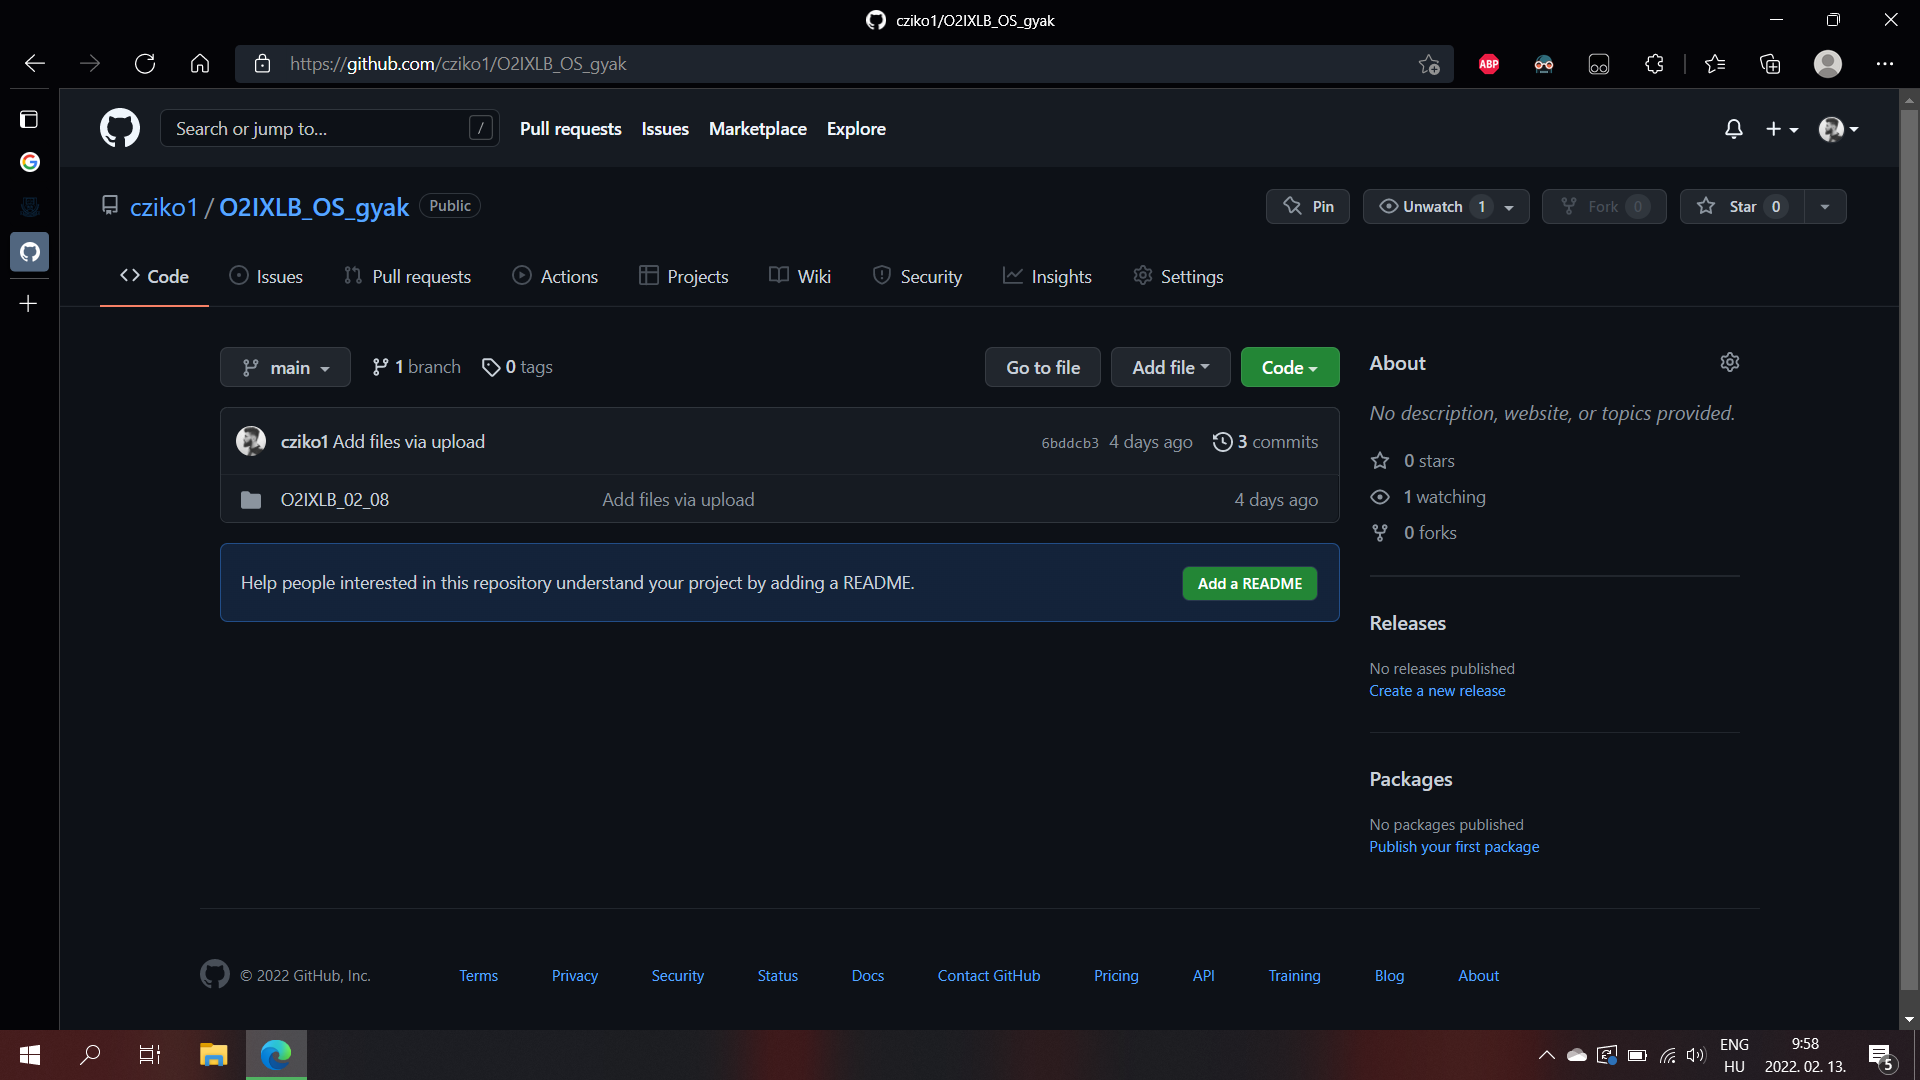 cziko1/O2IXLB_OS_gyak
https://github.com/cziko1/O2IXLB_OS_gyak
ABP
Search or jump to... /
Pull requests Issues Marketplace Explore
cziko1 / O2IXLB_OS_gyak Public
Pin Unwatch 1 Fork 0 Star 0
Code Issues Pull requests Actions Projects Wiki Security Insights Settings
main 1 branch 0 tags Go to file Add file Code
cziko1 Add files via upload 6bddcb3 4 days ago 3 commits
O2IXLB_02_08 Add files via upload 4 days ago
Help people interested in this repository understand your project by adding a README. Add a README
About
No description, website, or topics provided.
0 stars
1 watching
0 forks
Releases
No releases published
Create a new release
Packages
No packages published
Publish your first package
© 2022 GitHub, Inc. Terms Privacy Security Status Docs Contact GitHub Pricing API Training Blog About
ENG
HU
9:58
2022. 02. 13.
5